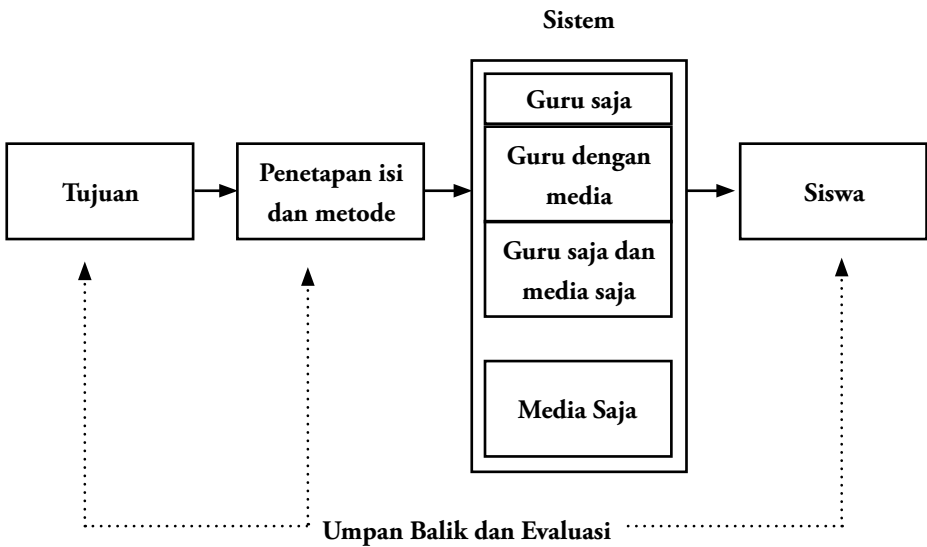 Sistem
Guru saja
Guru dengan
media
Tujuan
Penetapan isi
dan metode
Siswa
Guru saja dan
media saja
Media Saja
Umpan Balik dan Evaluasi